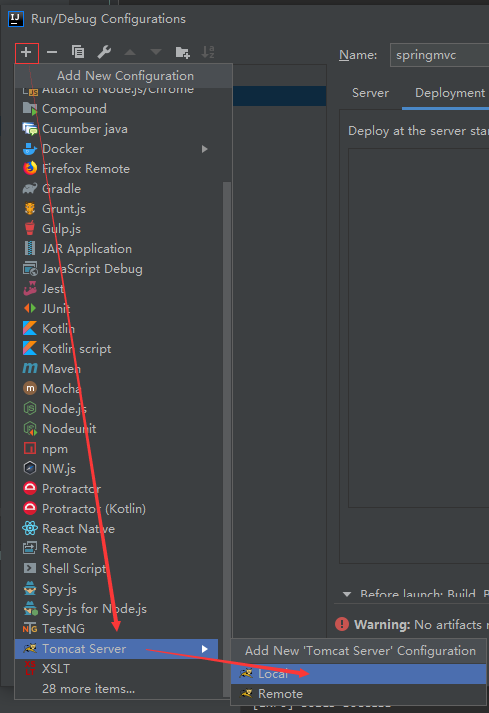 Run/Debug Configurations
Name: springmvc
Add New Configuration
Attach to Node.js/Chrome
Server Deployment
Compound
Cucumber java
Deploy at the server star
Docker
Firefox Remote
Gradle
Grunt.js
Gulp.js
JAR Application
JavaScript Debug
Jest
JUnit
Kotlin
Kotlin script
Maven
Mocha
Node.js
Nodeunit
npm
NW.js
Protractor
Protractor (Kotlin)
React Native
Remote
Shell Script
Spy-js
Before launch: Build, B
Spy-js for Node.js
TestNG
Warning: No artifacts
Tomcat Server
Add New 'Tomcat Server' Configuration
XSLT
Local
28 more items...
Remote